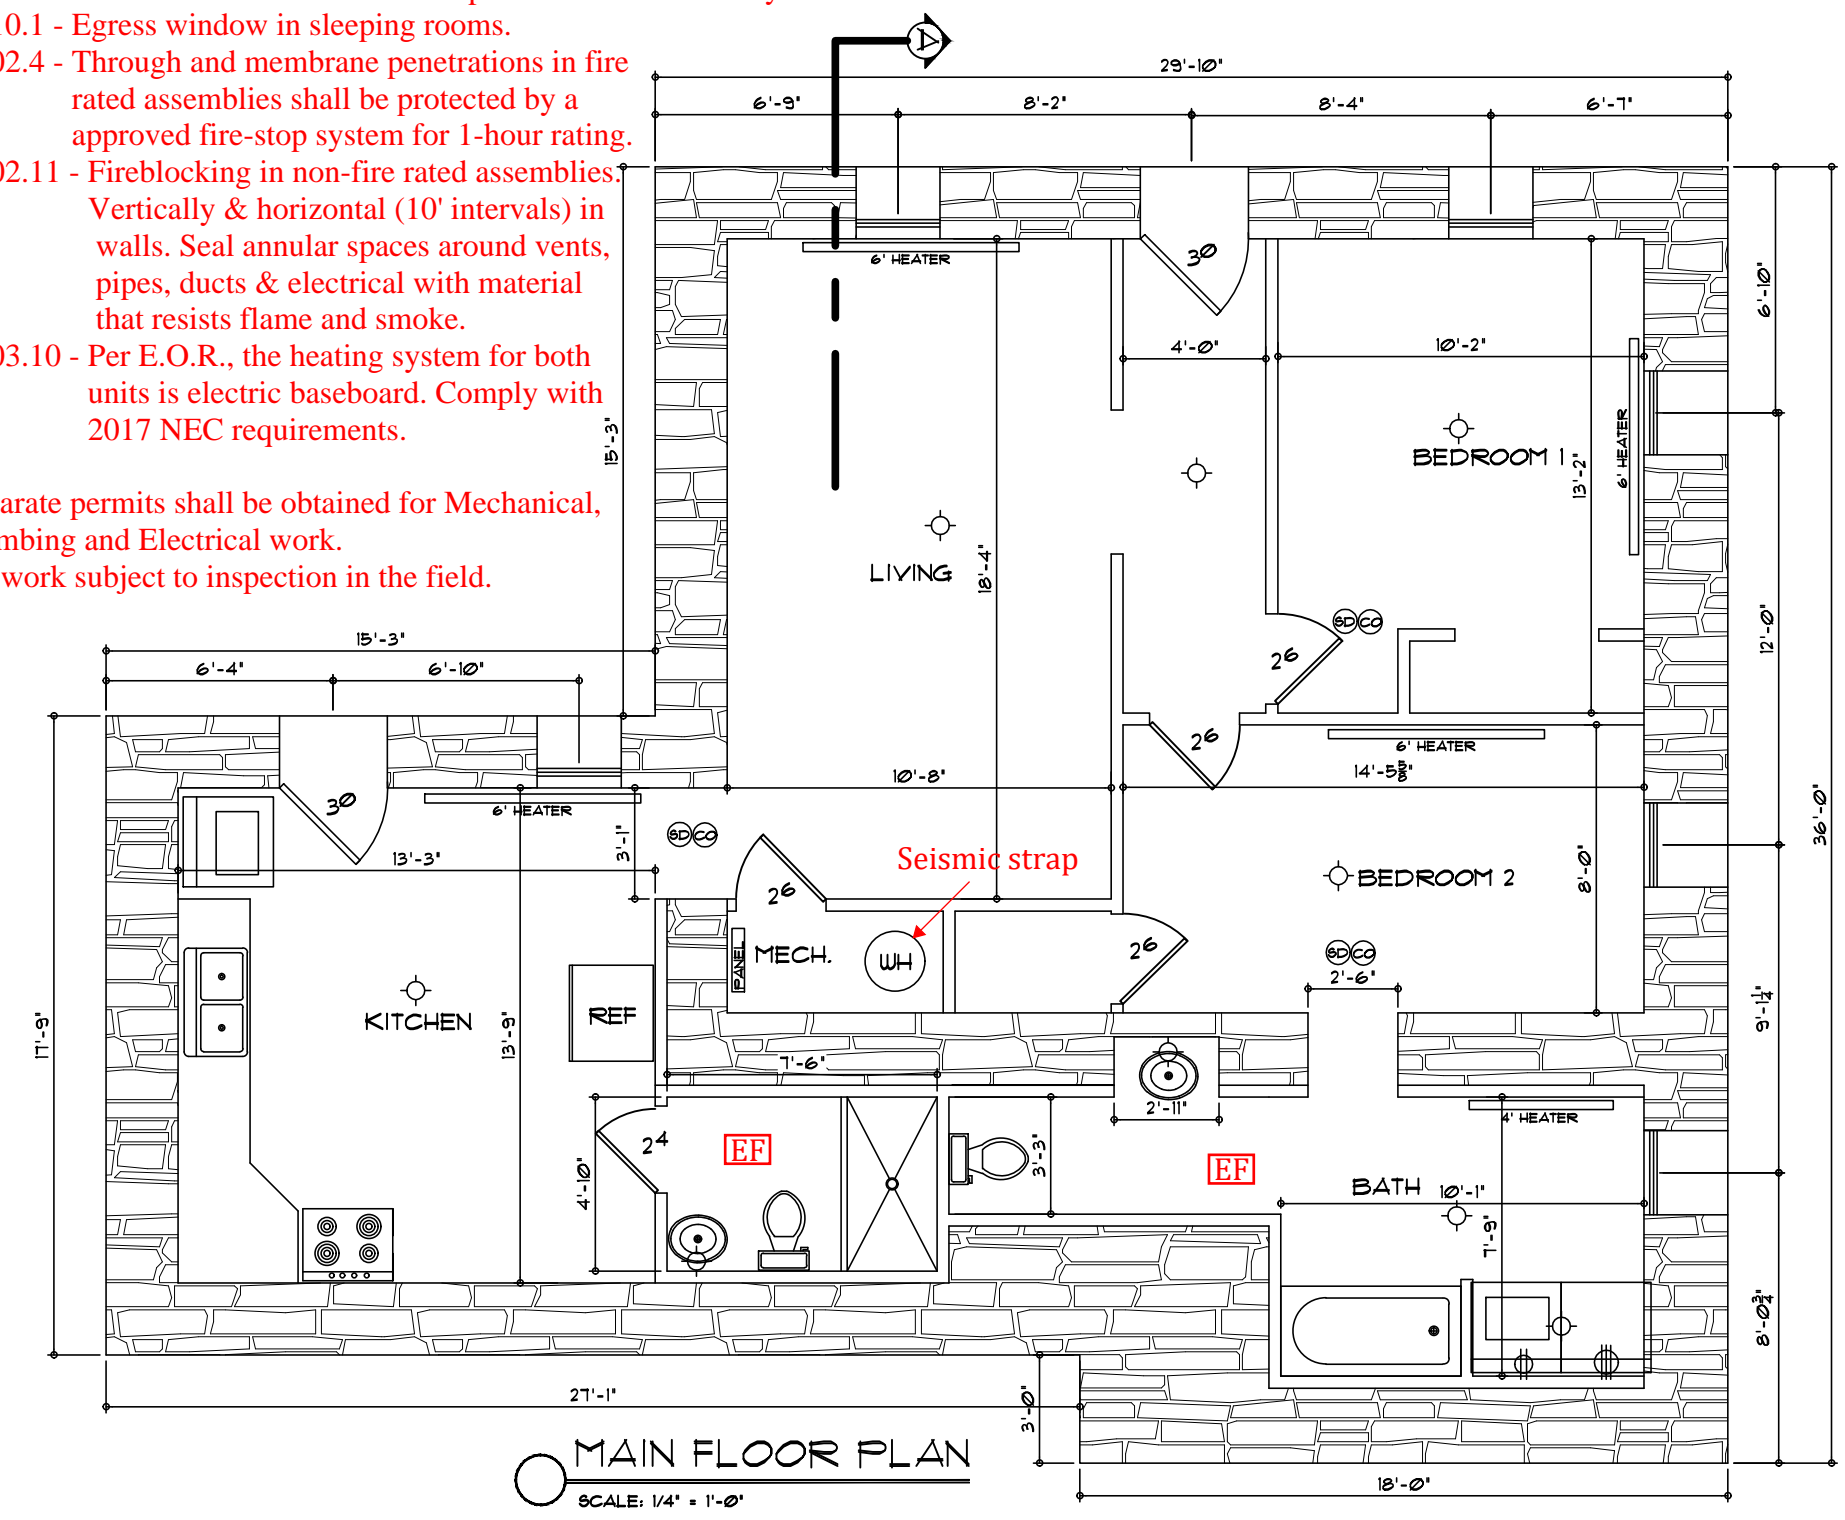 10.1 - Egress window in sleeping rooms.
02.4 - Through and membrane penetrations in fire
rated assemblies shall be protected by a
approved fire-stop system for 1-hour rating.
02.11 - Fireblocking in non-fire rated assemblies.
Vertically & horizontal (10' intervals) in
walls. Seal annular spaces around vents,
pipes, ducts & electrical with material
that resists flame and smoke.
03.10 - Per E.O.R., the heating system for both
units is electric baseboard. Comply with
2017 NEC requirements.
arate permits shall be obtained for Mechanical,
mbing and Electrical work.
work subject to inspection in the field.
A
29'-10"
6'-9"
8'-2"
8'-4"
6'-7"
6' HEATER
30
6'-10"
4'-0"
10'-2"
15'-3"
BEDROOM 1
13'-2"
6' HEATER
LIVING
18'-4"
SD CO
12'-0"
26
15'-3"
6'-4"
6'-10"
26
6' HEATER
14'-5 5/8"
10'-8"
30
6' HEATER
36'-0"
3'-1"
SD CO
13'-3"
Seismic strap
26
BEDROOM 2
8'-0"
PANEL
MECH.
WH
26
SD CO
2'-6"
KITCHEN
REF
17'-9"
13'-9"
9'-1 1/4"
7'-6"
2'-11"
4' HEATER
24
EF
4'-10"
3'-3"
EF
BATH
10'-1"
7'-9"
8'-0 3/4"
27'-1"
3'-0"
18'-0"
MAIN FLOOR PLAN
SCALE: 1/4" = 1'-0"